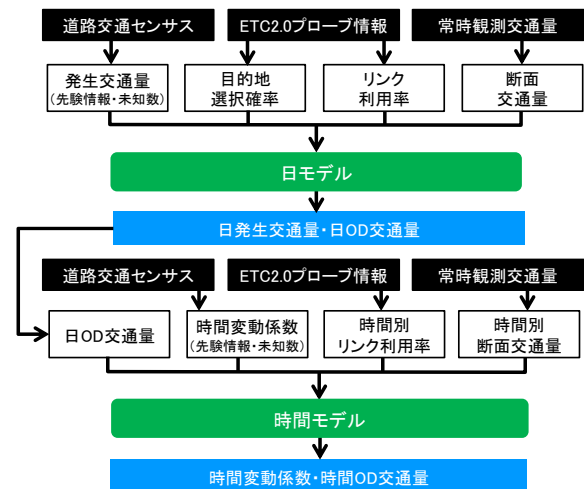 道路交通センサス
ETC2.0プローブ情報
常時観測交通量
発生交通量
(先験情報・未知数)
目的地
選択確率
リンク
利用率
断面
交通量
日モデル
日発生交通量・日OD交通量
道路交通センサス
ETC2.0プローブ情報
常時観測交通量
日OD交通量
時間変動係数
(先験情報・未知数)
時間別
リンク利用率
時間別
断面交通量
時間モデル
時間変動係数・時間OD交通量